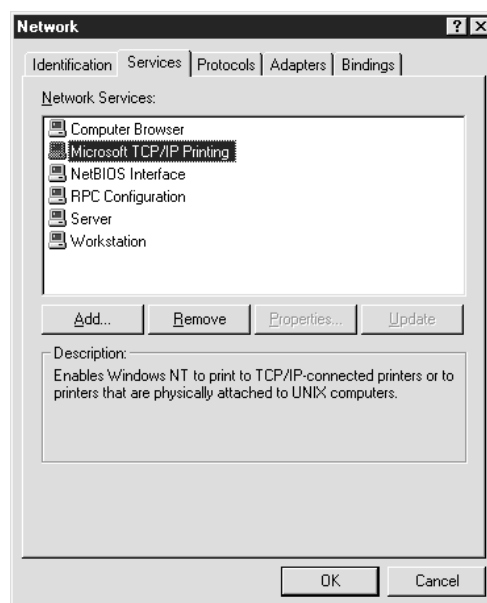 Network
Identification Services Protocols Adapters Bindings
Network Services:
Computer Browser
Microsoft TCP/IP Printing
NetBIOS Interface
RPC Configuration
Server
Workstation
Add... Remove Properties... Update
Description:
Enables Windows NT to print to TCP/IP-connected printers or to
printers that are physically attached to UNIX computers.
OK Cancel